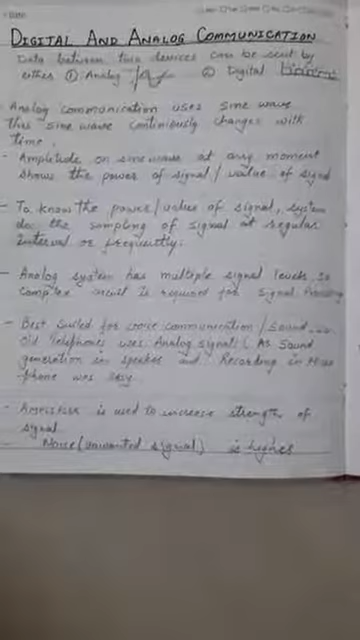 DIGITAL AND ANALOG COMMUNICATION
Data between two devices can be sent by
either ① Analog ② Digital
Analog communication uses sine wave
this sine wave continiously changes with
time.
- Amplitude on sine wave at any moment
shows the power of signal / value of signal
- To know the power/value of signal, system
do the sampling of signal at regular
interval or frequently.
- Analog system has multiple signal levels, so
complex circuit is required for signal
- Best suited for voice communication / sound
old telephones uses Analog signal. As sound
generation in speaker and Recording in
phone was easy
- Amplifier is used to increase strength of
signal
- Noise (unwanted signal) is higher